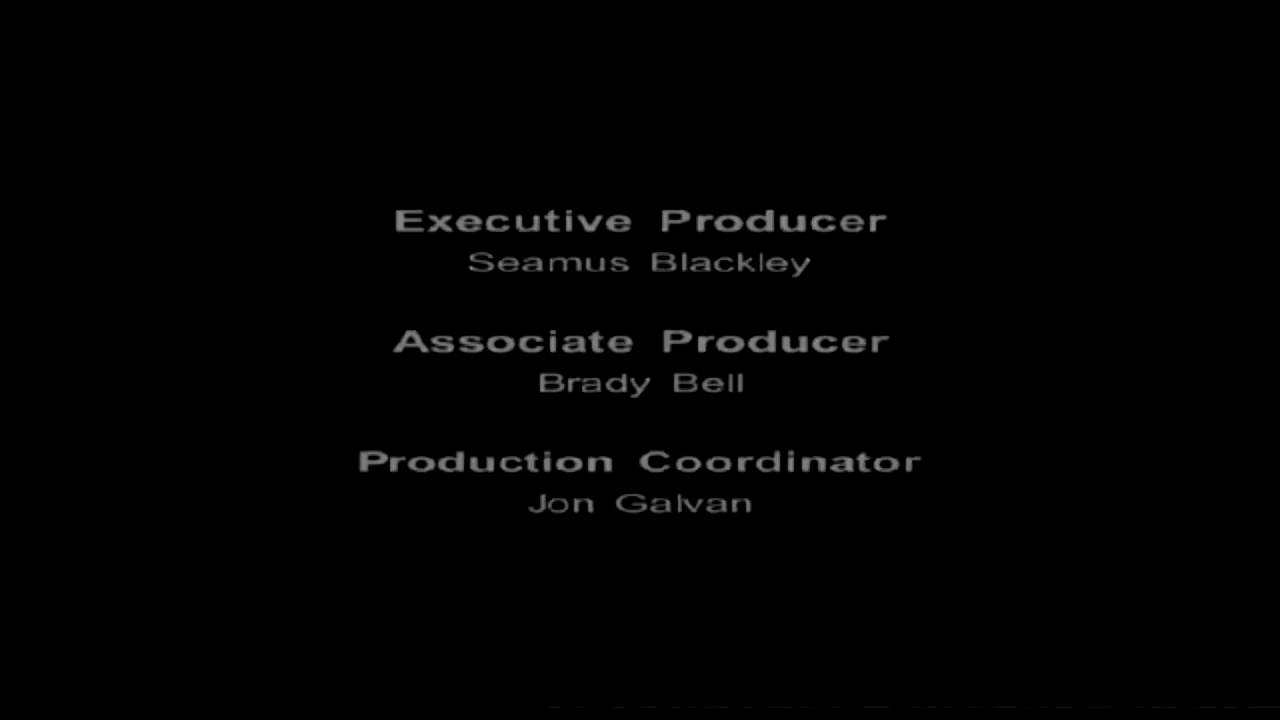 Executive Producer
Seamus Blackley
Associate Producer
Brady Bell
Production Coordinator
Jon Galvan